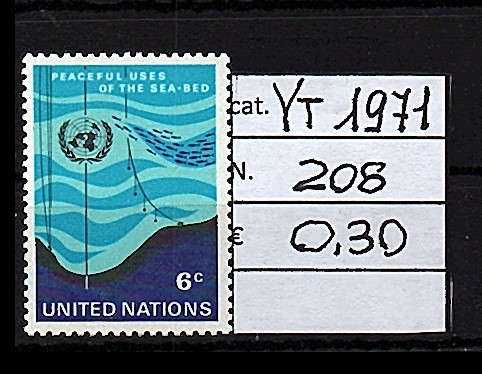 PEACEFUL USES
OF THE SEA-BED
6c
UNITED NATIONS
cat. YT 1971
N. 208
€ 0,30